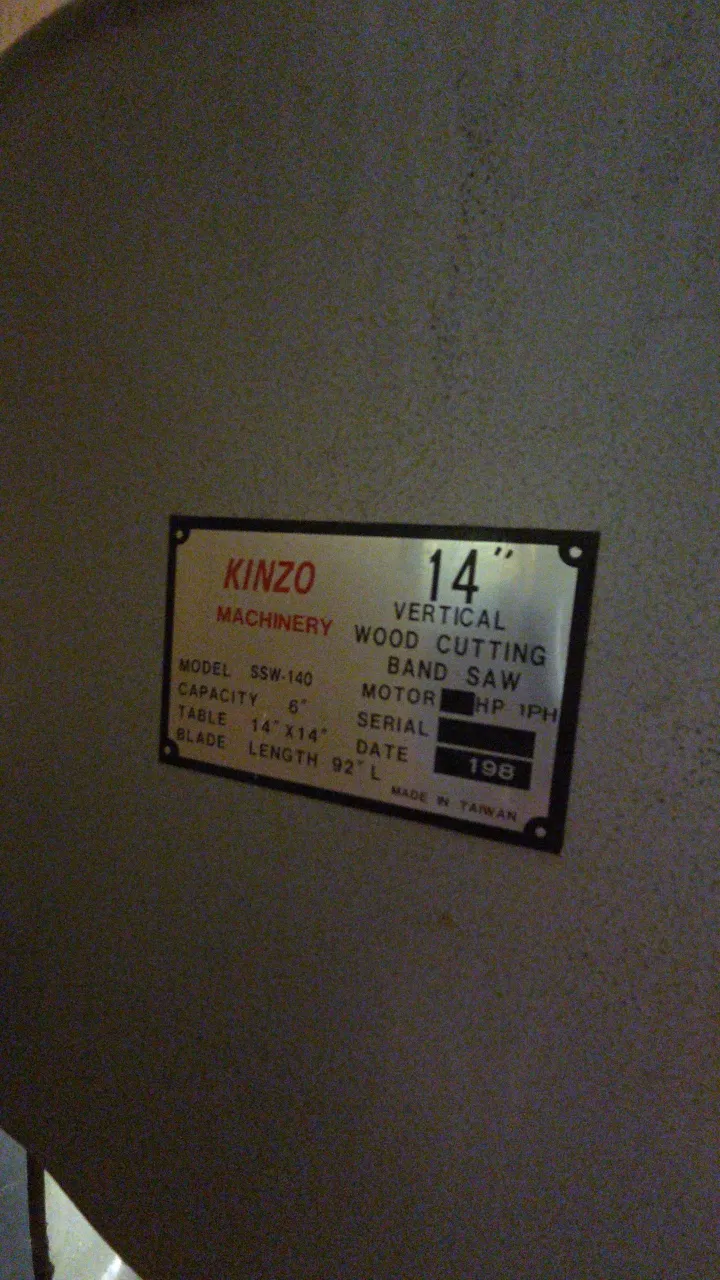 KINZO
MACHINERY
MODEL SSW-140
CAPACITY 6"
TABLE 14"X14"
BLADE LENGTH 92"L
14"
VERTICAL
WOOD CUTTING
BAND SAW
MOTOR HP 1PH
SERIAL
DATE 198
MADE IN TAIWAN